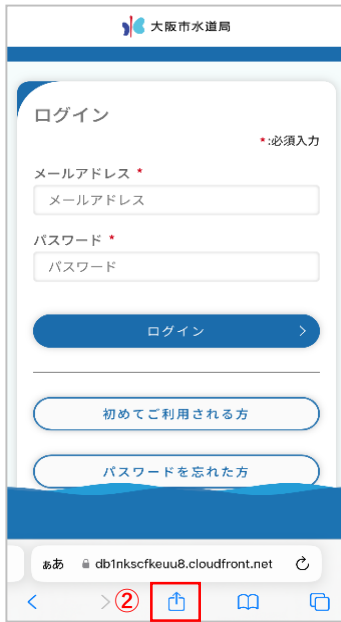 大阪市水道局
ログイン
*:必須入力
メールアドレス *
メールアドレス
パスワード *
パスワード
ログイン
初めてご利用される方
パスワードを忘れた方
ぁあ db1nkscfkeuu8.cloudfront.net
②